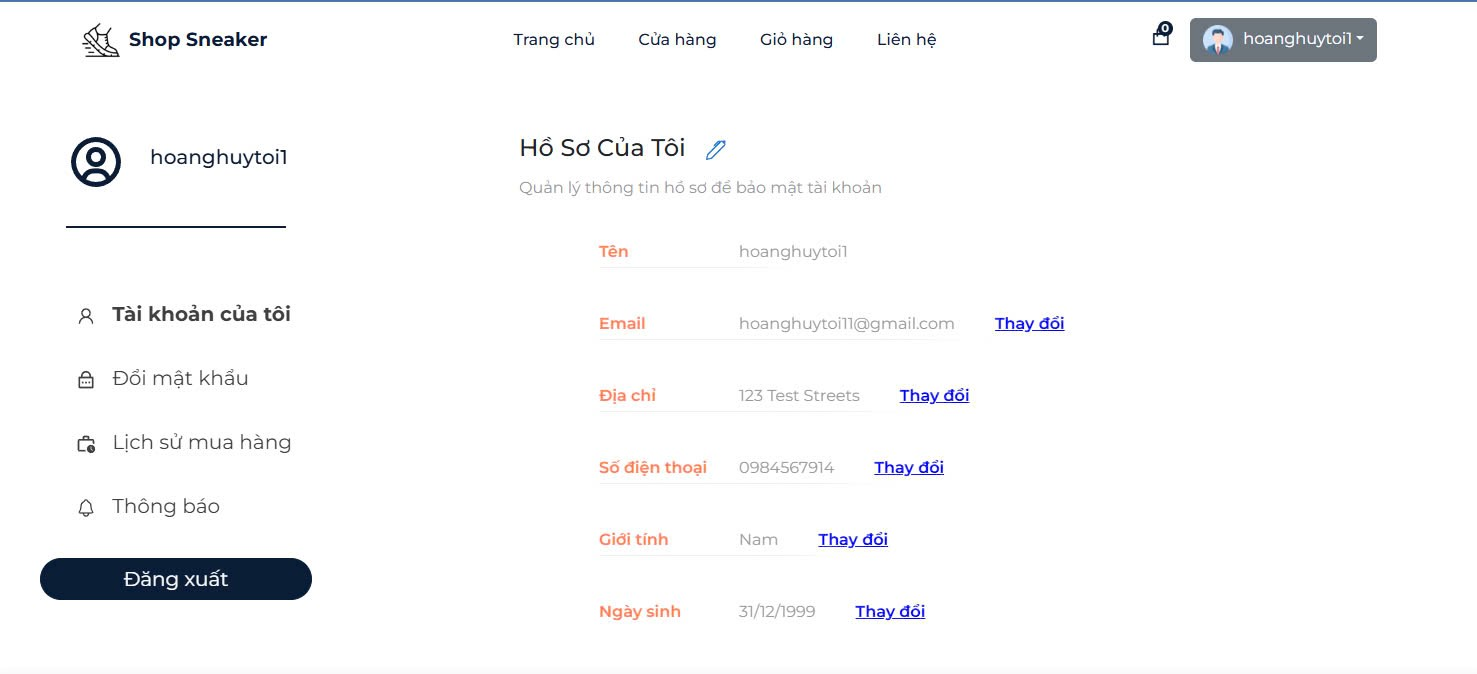 Shop Sneaker
Trang chủ
Cửa hàng
Giỏ hàng
Liên hệ
0
hoanghuytoi1
hoanghuytoi1
Tài khoản của tôi
Đổi mật khẩu
Lịch sử mua hàng
Thông báo
Đăng xuất
Hồ Sơ Của Tôi
Quản lý thông tin hồ sơ để bảo mật tài khoản
Tên hoanghuytoi1
Email hoanghuytoi11@gmail.com Thay đổi
Địa chỉ 123 Test Streets Thay đổi
Số điện thoại 0984567914 Thay đổi
Giới tính Nam Thay đổi
Ngày sinh 31/12/1999 Thay đổi